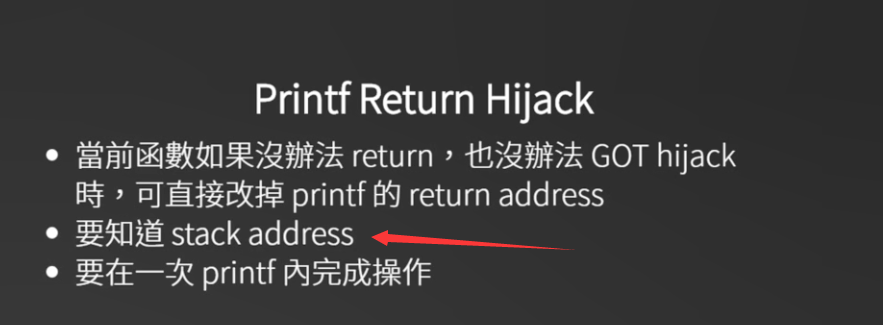 Printf Return Hijack
• 當前函數如果沒辦法 return，也沒辦法 GOT hijack
時，可直接改掉 printf 的 return address
• 要知道 stack address
• 要在一次 printf 內完成操作